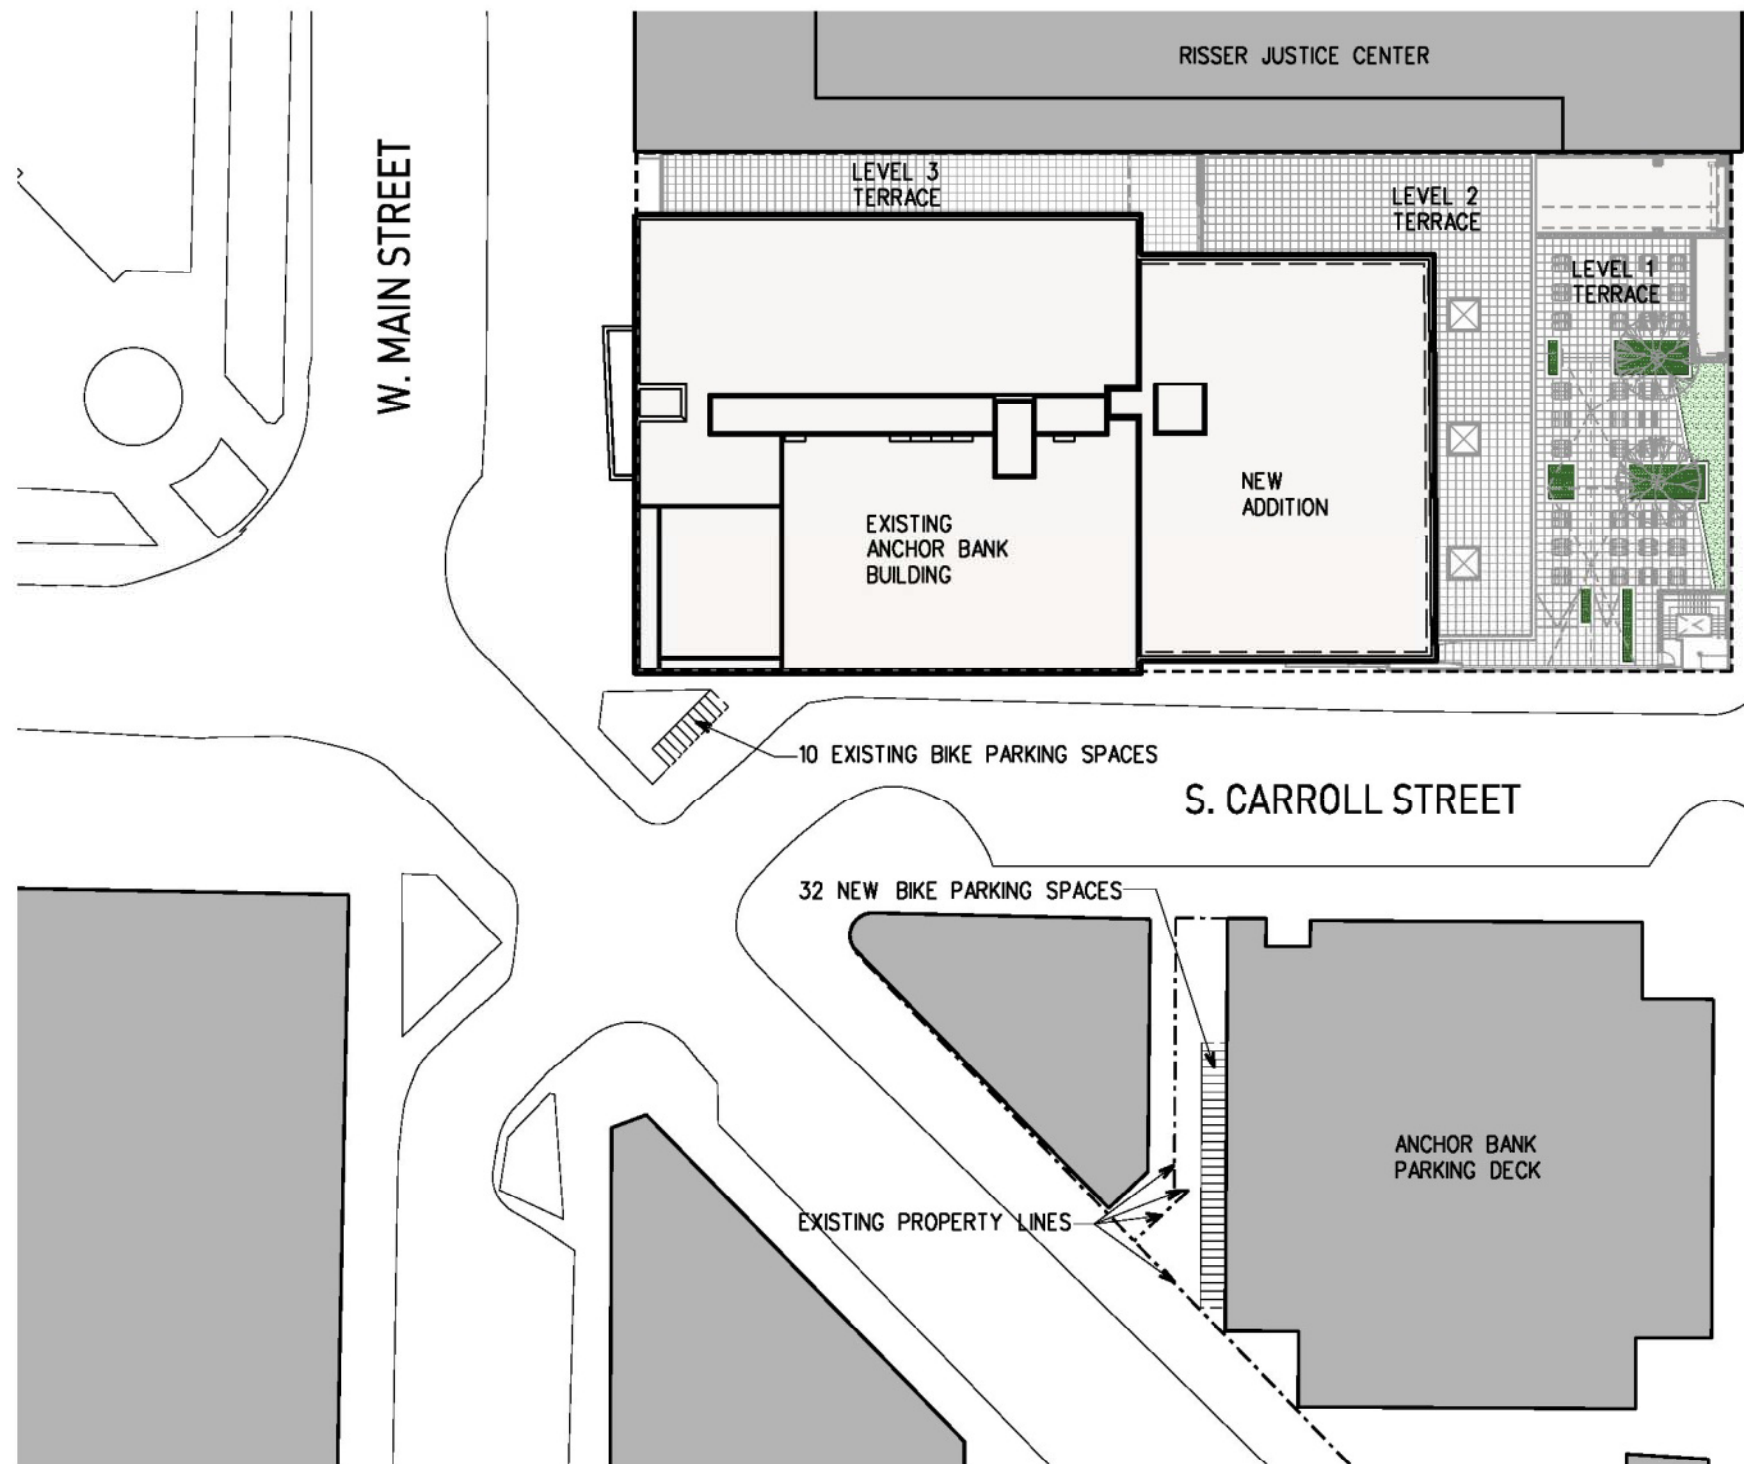 RISSER JUSTICE CENTER
W. MAIN STREET
LEVEL 3
TERRACE
LEVEL 2
TERRACE
LEVEL 1
TERRACE
NEW
ADDITION
EXISTING
ANCHOR BANK
BUILDING
10 EXISTING BIKE PARKING SPACES
S. CARROLL STREET
32 NEW BIKE PARKING SPACES
ANCHOR BANK
PARKING DECK
EXISTING PROPERTY LINES